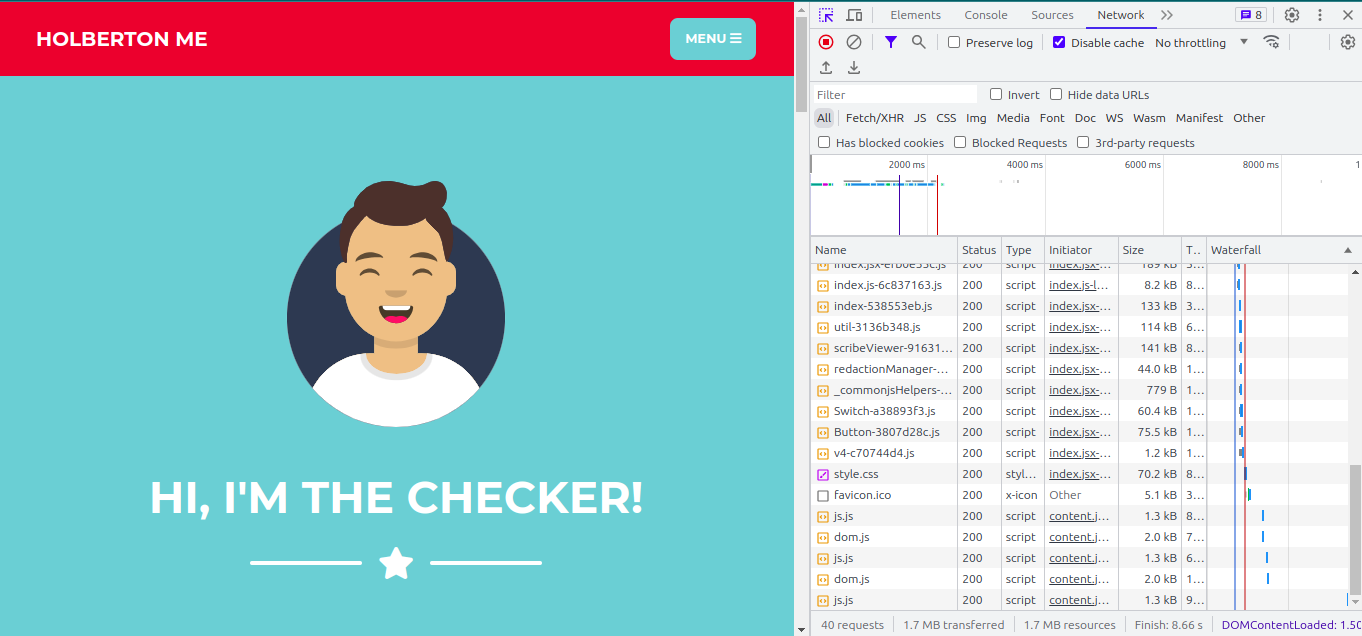 HOLBERTON ME
MENU
HI, I'M THE CHECKER!
Elements Console Sources Network 8
Preserve log Disable cache No throttling
Filter Invert Hide data URLs
All Fetch/XHR JS CSS Img Media Font Doc WS Wasm Manifest Other
Has blocked cookies Blocked Requests 3rd-party requests
2000 ms 4000 ms 6000 ms 8000 ms 1
Name Status Type Initiator Size T.. Waterfall
200 script index.jsx-... 189 kB 3...
index.js-6c837163.js 200 script index.js-l... 8.2 kB 8...
index-538553eb.js 200 script index.jsx-... 133 kB 3...
util-3136b348.js 200 script index.jsx-... 114 kB 6...
scribeViewer-91631... 200 script index.jsx-... 141 kB 8...
redactionManager-... 200 script index.jsx-... 44.0 kB 1...
_commonjsHelpers-... 200 script index.jsx-... 779 B 1...
Switch-a38893f3.js 200 script index.jsx-... 60.4 kB 1...
Button-3807d28c.js 200 script index.jsx-... 75.5 kB 1...
v4-c70744d4.js 200 script index.jsx-... 1.2 kB 1...
style.css 200 styl... index.jsx-... 70.2 kB 8...
favicon.ico 200 x-icon Other 5.1 kB 3...
js.js 200 script content.j... 1.3 kB 8...
dom.js 200 script content.j... 2.0 kB 7...
js.js 200 script content.j... 1.3 kB 6...
dom.js 200 script content.j... 2.0 kB 1...
js.js 200 script content.j... 1.3 kB 9...
40 requests 1.7 MB transferred 1.7 MB resources Finish: 8.66 s DOMContentLoaded: 1.50